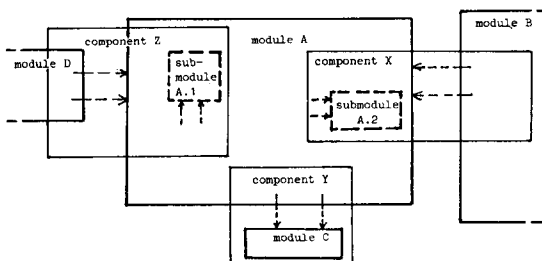 component Z
module A
module B
module D
sub-
module
A.1
component X
submodule
A.2
component Y
module C